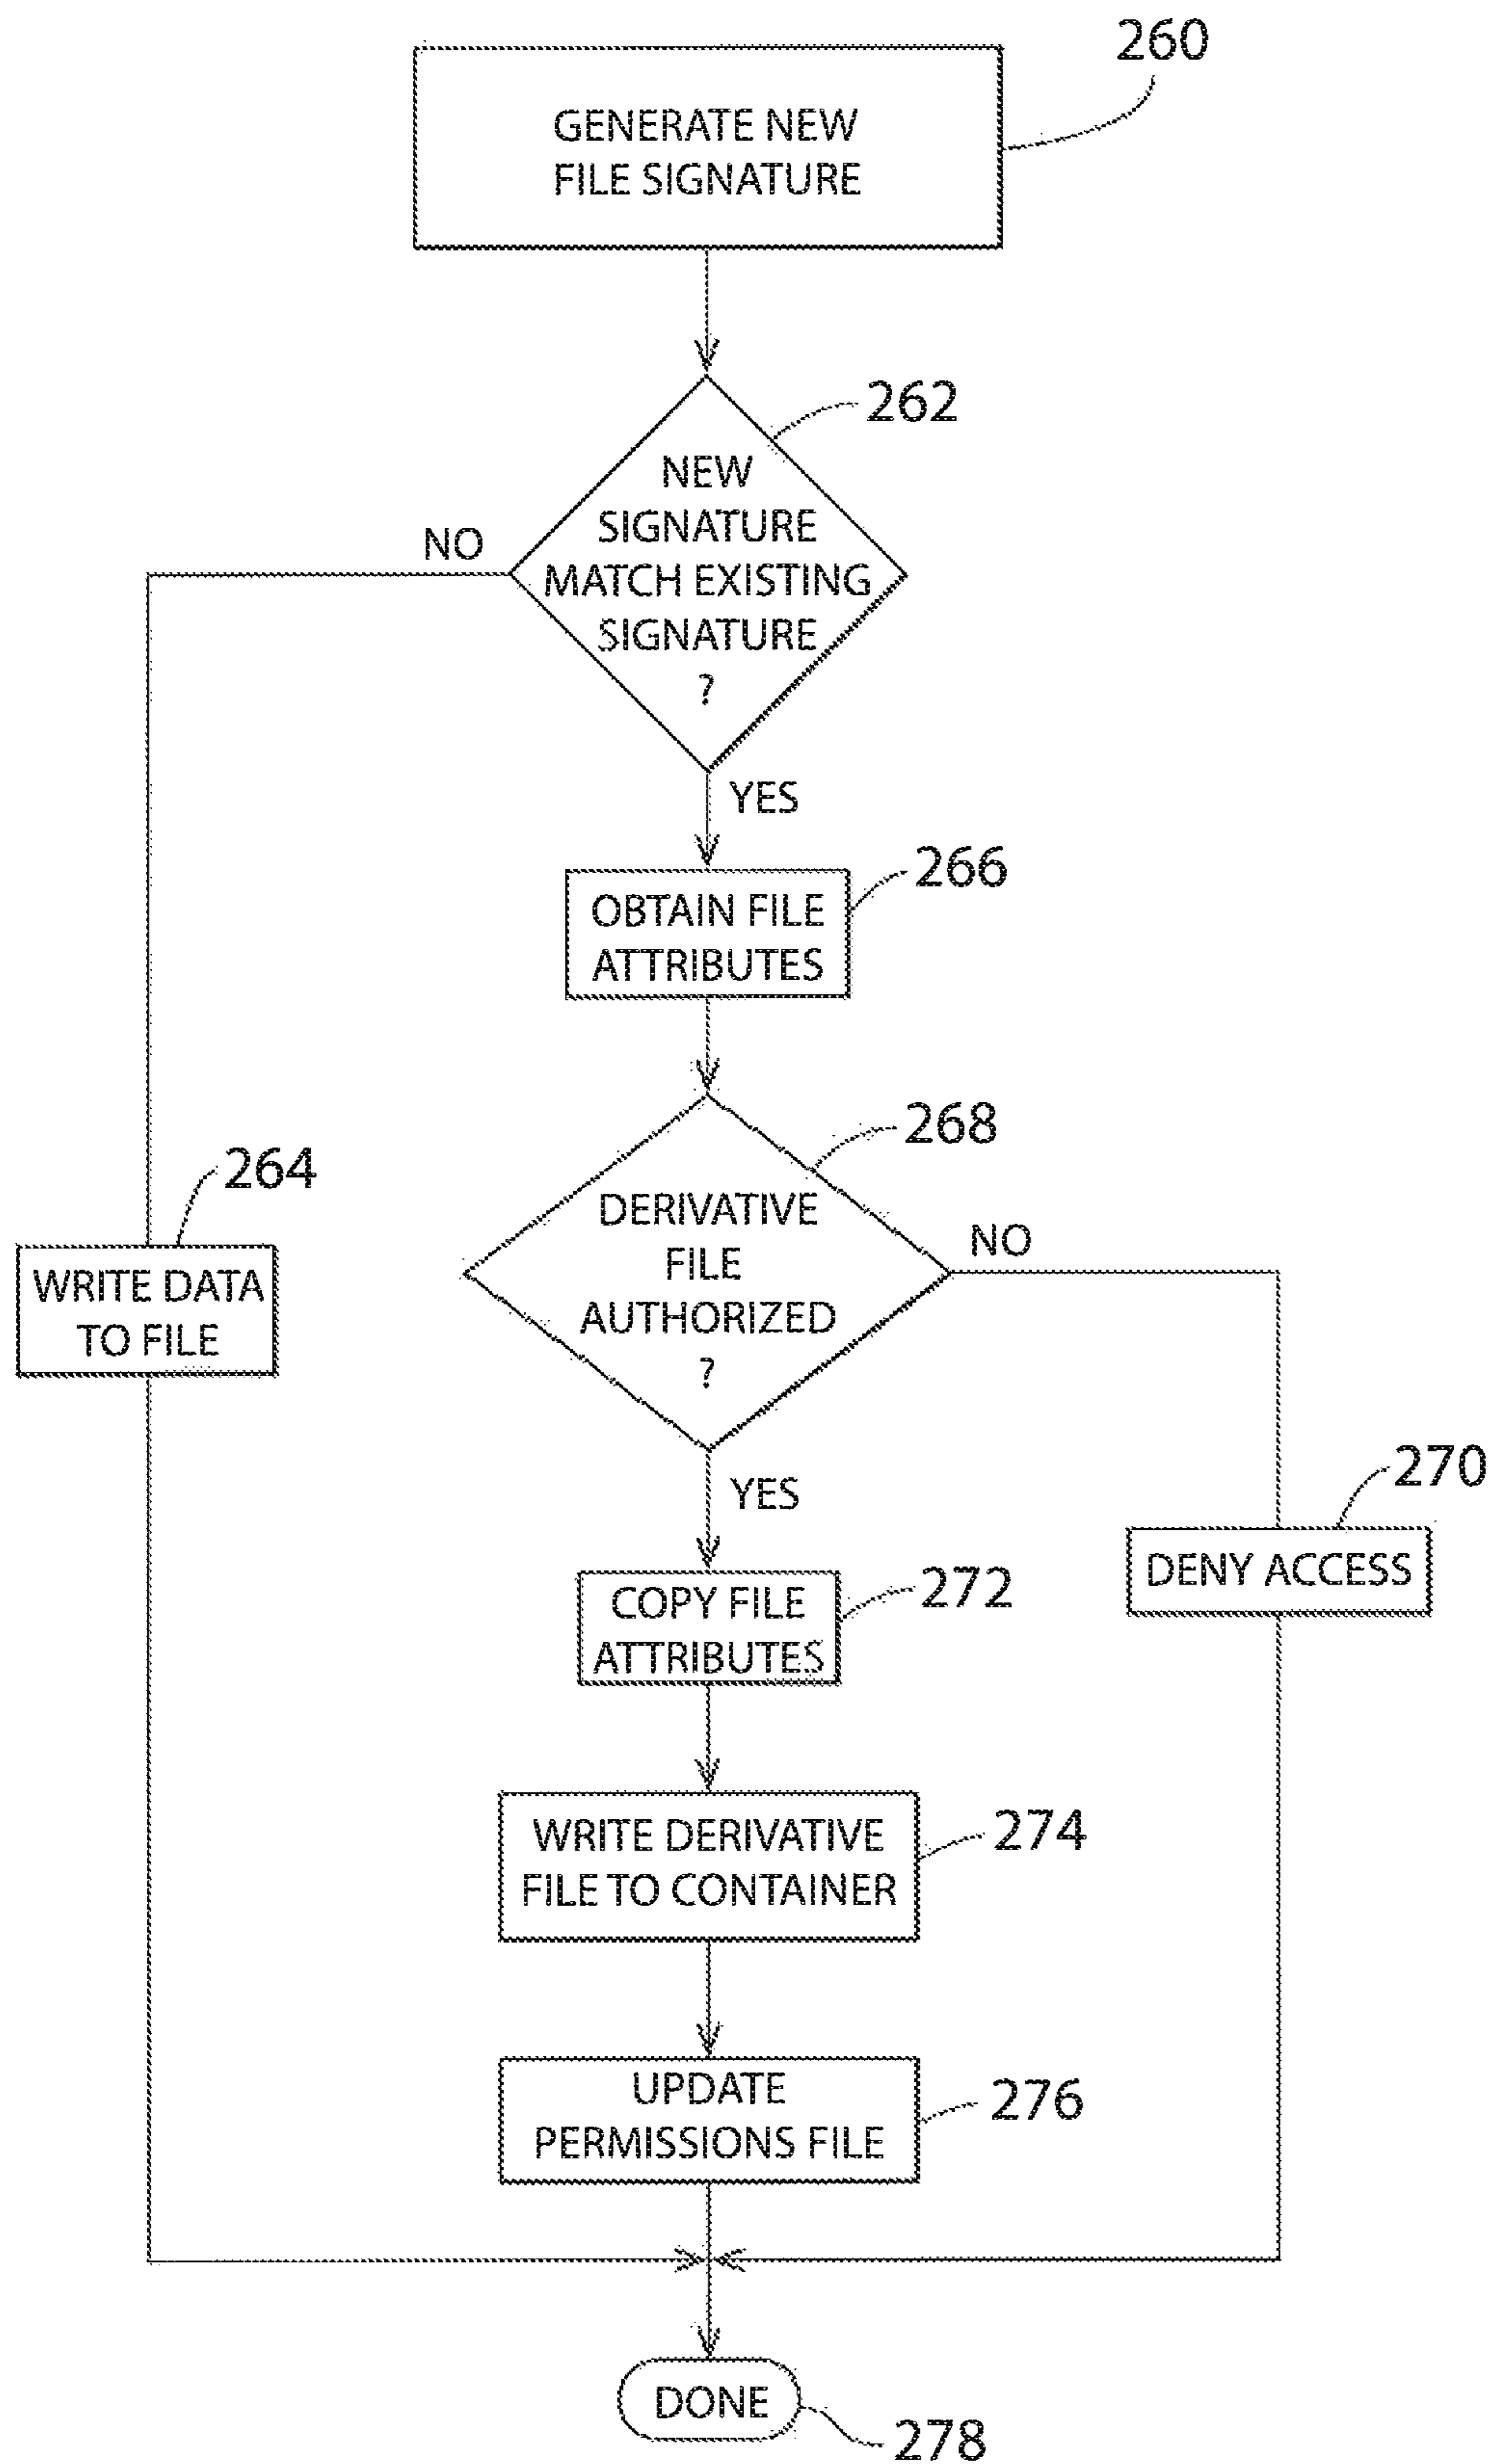 260
GENERATE NEW
FILE SIGNATURE
262
NEW
SIGNATURE
MATCH EXISTING
SIGNATURE
?
NO
YES
266
OBTAIN FILE
ATTRIBUTES
268
DERIVATIVE
FILE
AUTHORIZED
?
NO
264
WRITE DATA
TO FILE
YES
270
DENY ACCESS
272
COPY FILE
ATTRIBUTES
274
WRITE DERIVATIVE
FILE TO CONTAINER
276
UPDATE
PERMISSIONS FILE
DONE
278